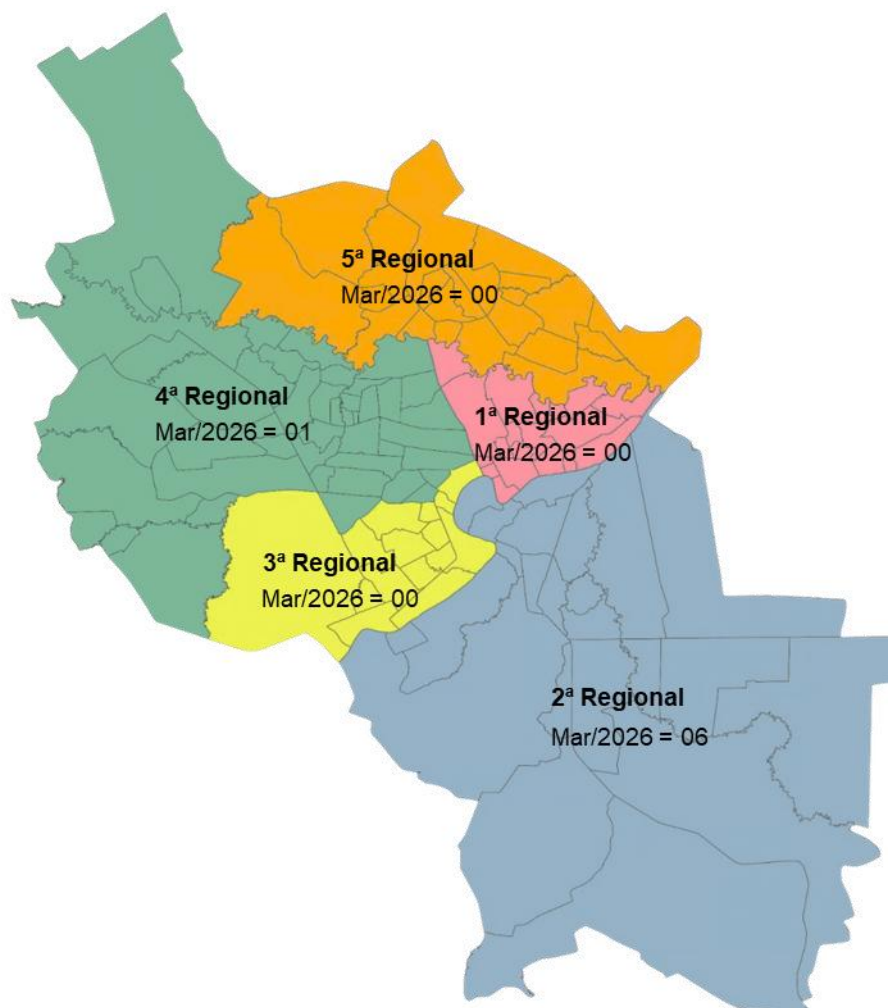 5ª Regional
Mar/2026 = 00
4ª Regional
Mar/2026 = 01
1ª Regional
Mar/2026 = 00
3ª Regional
Mar/2026 = 00
2ª Regional
Mar/2026 = 06